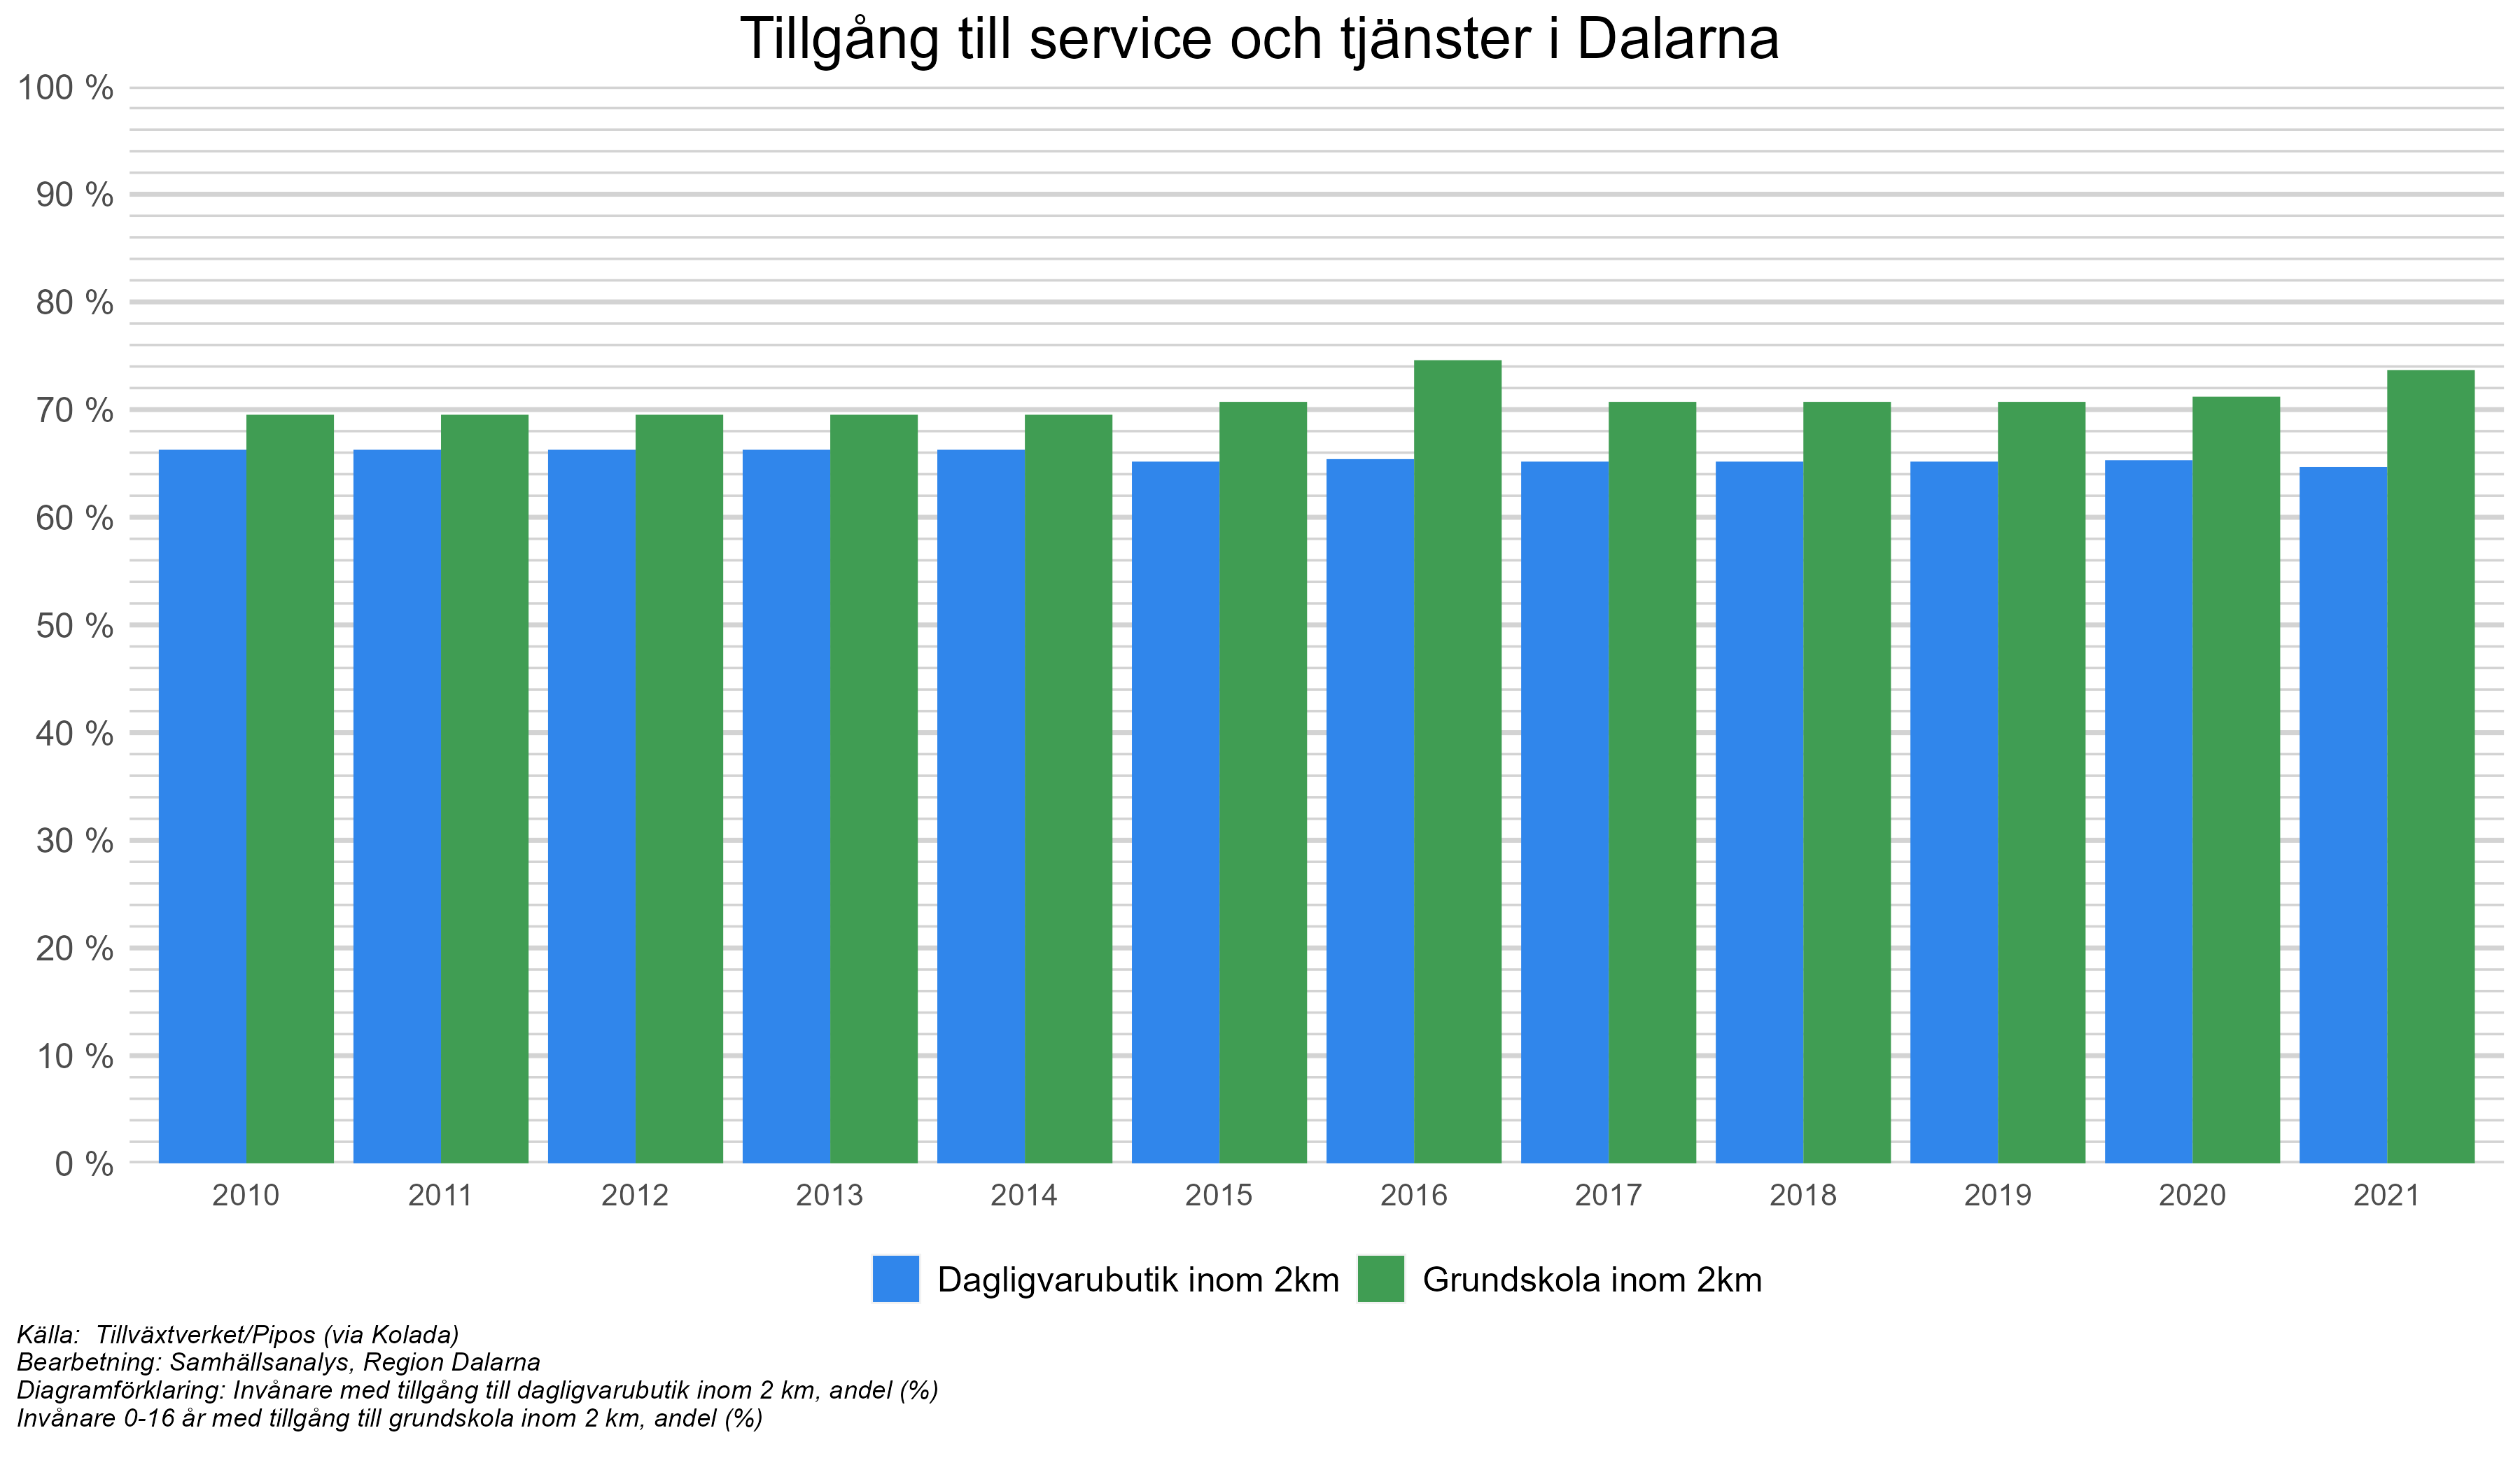 Tillgång till service och tjänster i Dalarna
100 %
90 %
80 %
70 %
60 %
50 %
40 %
30 %
20 %
10 %
0 %
2010 2011 2012 2013 2014 2015 2016 2017 2018 2019 2020 2021
Dagligvarubutik inom 2km Grundskola inom 2km
Källa: Tillväxtverket/Pipos (via Kolada)
Bearbetning: Samhällsanalys, Region Dalarna
Diagramförklaring: Invånare med tillgång till dagligvarubutik inom 2 km, andel (%)
Invånare 0-16 år med tillgång till grundskola inom 2 km, andel (%)